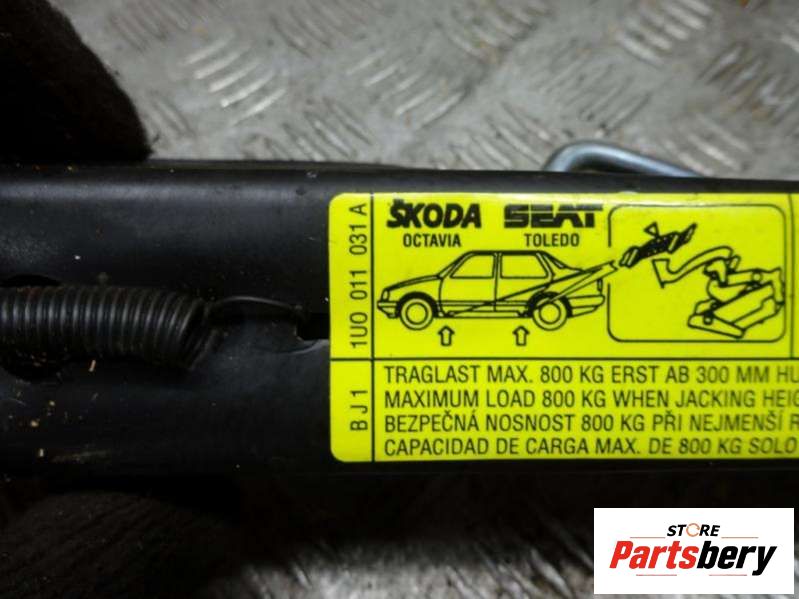 ŠKODA SEAT
OCTAVIA TOLEDO
1U0 011 031 A
BJ1
TRAGLAST MAX. 800 KG ERST AB 300 MM HU
MAXIMUM LOAD 800 KG WHEN JACKING HEIG
BEZPEČNÁ NOSNOST 800 KG PŘI NEJMENŠÍ R
CAPACIDAD DE CARGA MAX. DE 800 KG SOLO
STORE
Partsbery